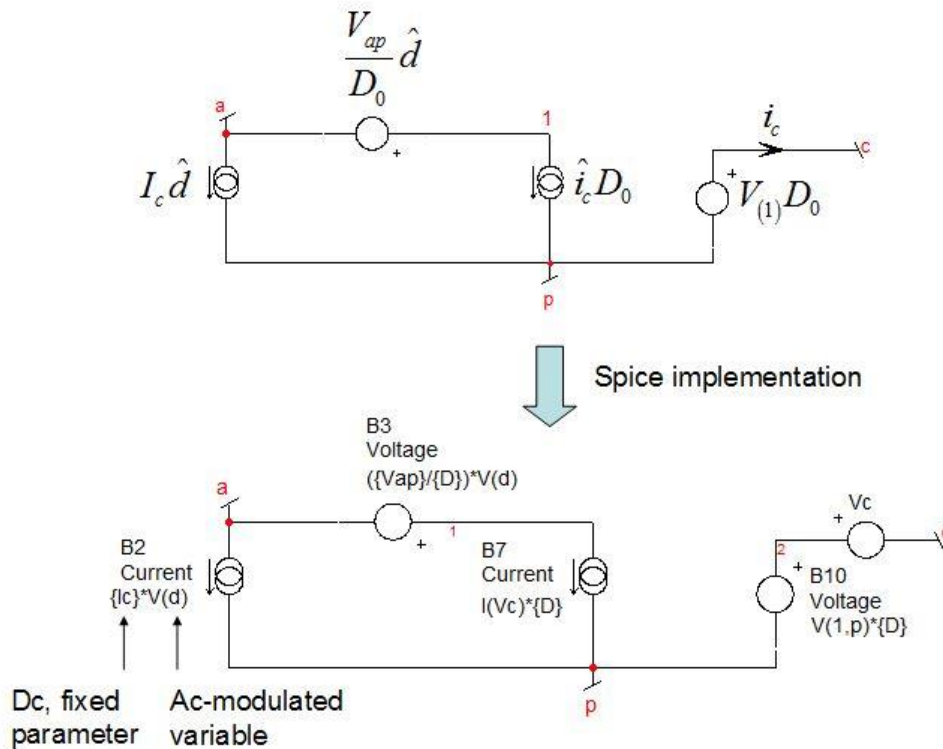 V_ap
D_0 d̂
a
1
+
I_c d̂
î_c D_0
i_c
c
+
V_(1) D_0
p
Spice implementation
B3
Voltage
({Vap}/{D})*V(d)
a
1
+
B2
Current
{Ic}*V(d)
B7
Current
I(Vc)*{D}
+
Vc
2
+
B10
Voltage
V(1,p)*{D}
p
Dc, fixed
parameter
Ac-modulated
variable